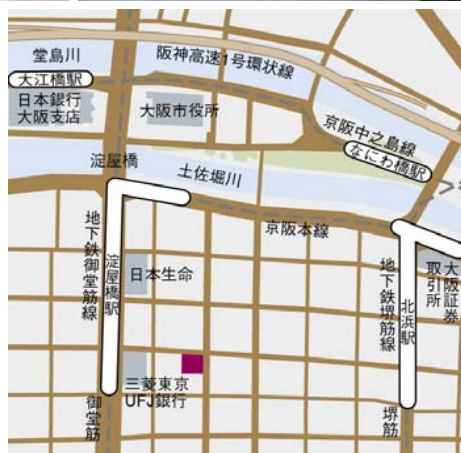 堂島川
阪神高速1号環状線
大江橋駅
日本銀行
大阪支店
大阪市役所
京阪中之島線
なにわ橋駅
淀屋橋
土佐堀川
京阪本線
地下鉄御堂筋線
淀屋橋駅
日本生命
地下鉄堺筋線
北浜駅
大阪証券
取引所
三菱東京
UFJ銀行
御堂筋
堺筋